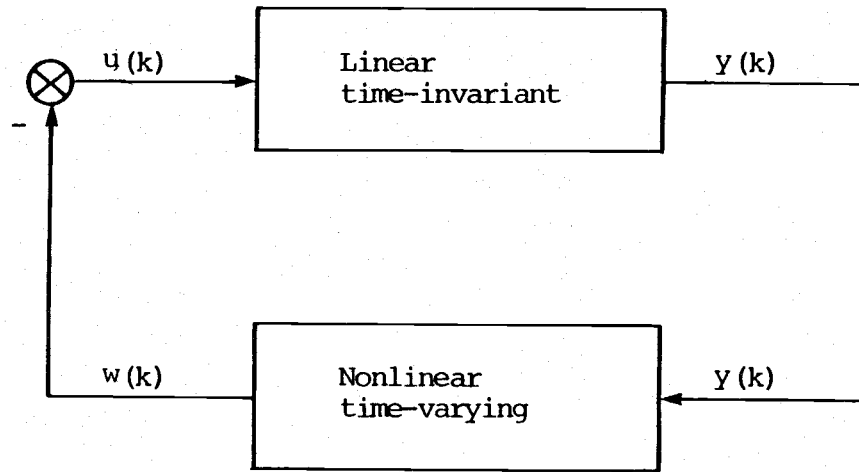 u(k)
Linear
time-invariant
y(k)
-
w(k)
Nonlinear
time-varying
y(k)